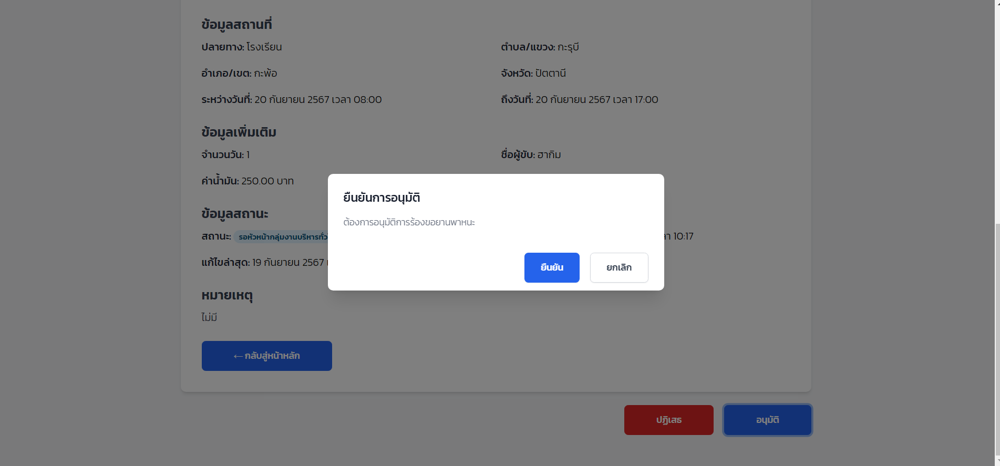 ข้อมูลสถานที่
ปลายทาง: โรงเรียน
ตำบล/แขวง: กะรุบี
อำเภอ/เขต: กะพ้อ
จังหวัด: ปัตตานี
ระหว่างวันที่: 20 กันยายน 2567 เวลา 08:00
ถึงวันที่: 20 กันยายน 2567 เวลา 17:00
ข้อมูลเพิ่มเติม
จำนวนวัน: 1
ชื่อผู้ขับ: ฮากิม
ค่าน้ำมัน: 250.00 บาท
ยืนยันการอนุมัติ
ต้องการอนุมัติการร้องขอยานพาหนะ
ยืนยัน
ยกเลิก
ข้อมูลสถานะ
สถานะ: รอหัวหน้ากลุ่มงานบริหารทั่ว
10:17
แก้ไขล่าสุด: 19 กันยายน 2567
หมายเหตุ
ไม่มี
← กลับสู่หน้าหลัก
ปฏิเสธ
อนุมัติ